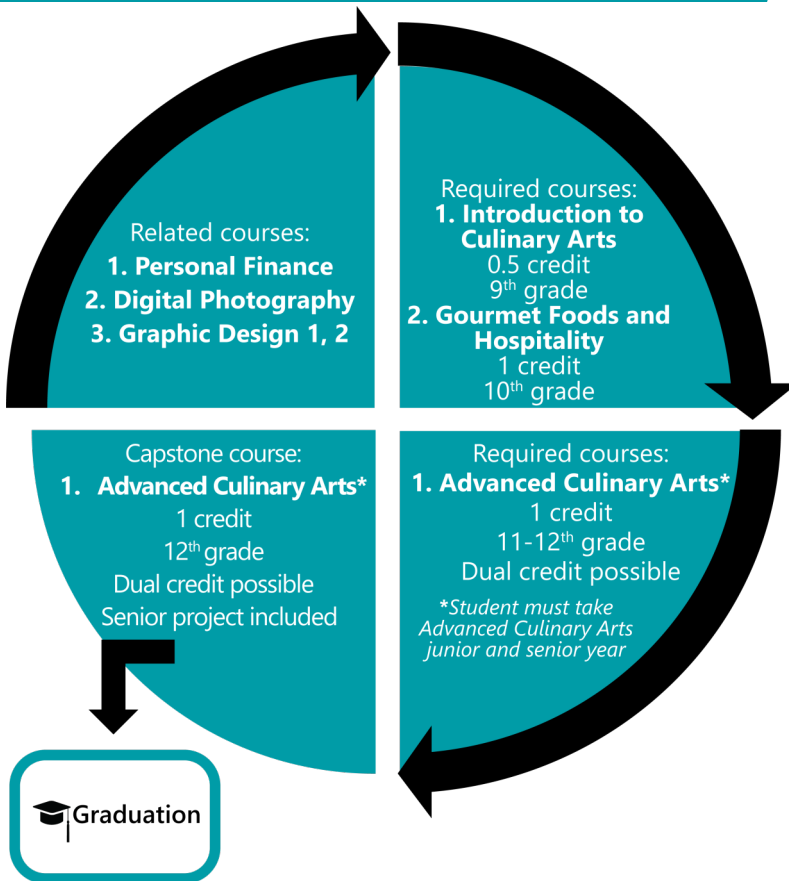 Related courses:
1. Personal Finance
2. Digital Photography
3. Graphic Design 1, 2
Required courses:
1. Introduction to
Culinary Arts
0.5 credit
9th grade
2. Gourmet Foods and
Hospitality
1 credit
10th grade
Required courses:
1. Advanced Culinary Arts*
1 credit
11-12th grade
Dual credit possible
*Student must take
Advanced Culinary Arts
junior and senior year
Capstone course:
1. Advanced Culinary Arts*
1 credit
12th grade
Dual credit possible
Senior project included
Graduation